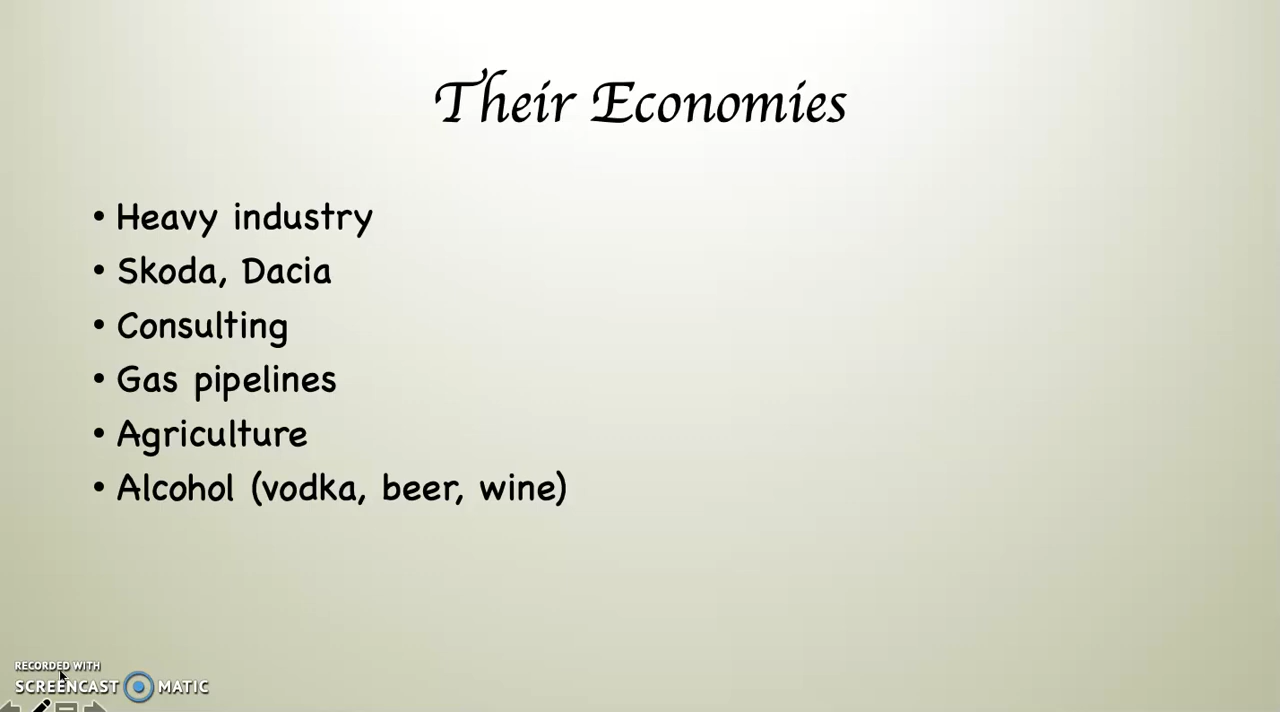 Their Economies
• Heavy industry
• Skoda, Dacia
• Consulting
• Gas pipelines
• Agriculture
• Alcohol (vodka, beer, wine)
RECORDED WITH
SCREENCAST MATIC